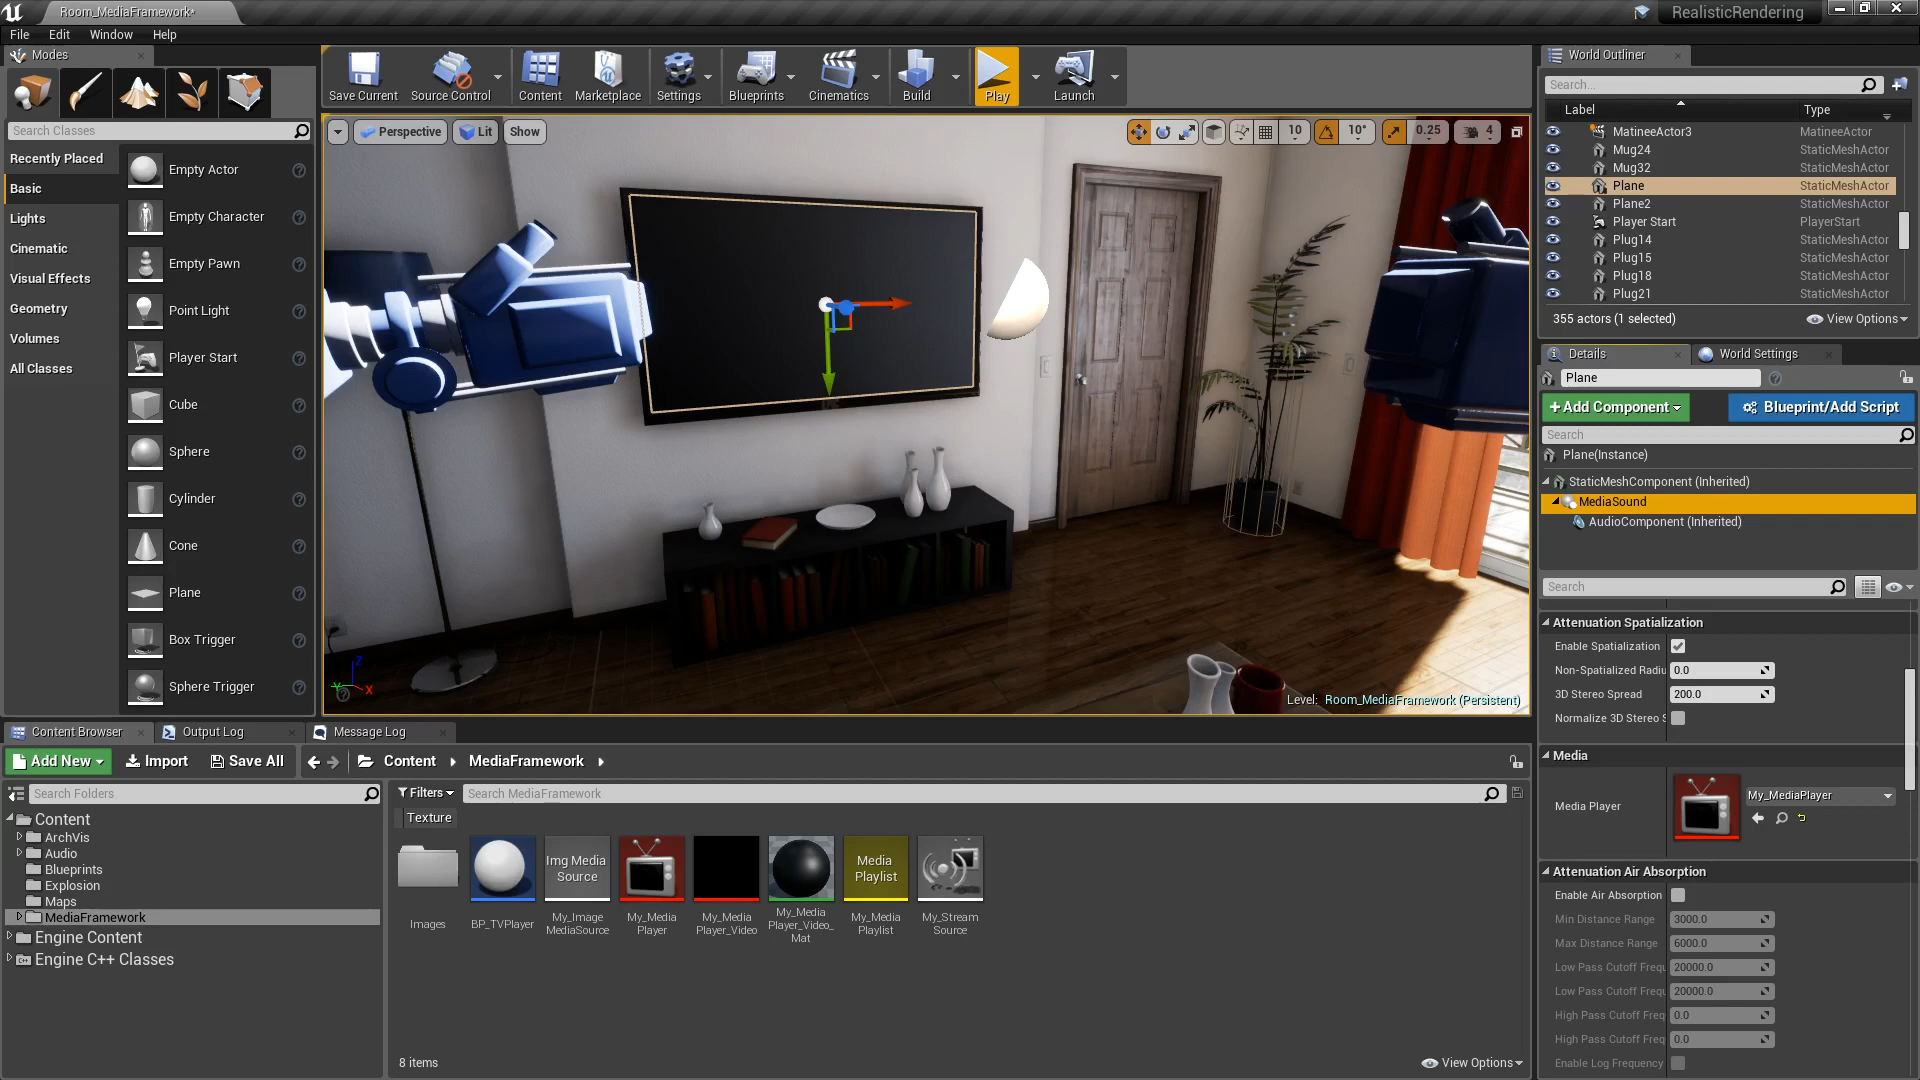 Room_MediaFramework*
RealisticRendering
File Edit Window Help
Modes
Search Classes
Recently Placed
Basic
Lights
Cinematic
Visual Effects
Geometry
Volumes
All Classes
Empty Actor
Empty Character
Empty Pawn
Point Light
Player Start
Cube
Sphere
Cylinder
Cone
Plane
Box Trigger
Sphere Trigger
Save Current Source Control Content Marketplace Settings Blueprints Cinematics Build Play Launch
Perspective Lit Show
10 10° 0.25 4
Level: Room_MediaFramework (Persistent)
Z
Y X
World Outliner
Search...
Label Type
MatineeActor3 MatineeActor
Mug24 StaticMeshActor
Mug32 StaticMeshActor
Plane StaticMeshActor
Plane2 StaticMeshActor
Player Start PlayerStart
Plug14 StaticMeshActor
Plug15 StaticMeshActor
Plug18 StaticMeshActor
Plug21 StaticMeshActor
355 actors (1 selected) View Options
Details World Settings
Plane
+Add Component Blueprint/Add Script
Search
Plane(Instance)
StaticMeshComponent (Inherited)
MediaSound
AudioComponent (Inherited)
Search
Attenuation Spatialization
Enable Spatialization
Non-Spatialized Radiu 0.0
3D Stereo Spread 200.0
Normalize 3D Stereo S
Media
Media Player My_MediaPlayer
Attenuation Air Absorption
Enable Air Absorption
Min Distance Range 3000.0
Max Distance Range 6000.0
Low Pass Cutoff Frequ 20000.0
Low Pass Cutoff Frequ 20000.0
High Pass Cutoff Freq 0.0
High Pass Cutoff Freq 0.0
Enable Log Frequency
Content Browser Output Log Message Log
Add New Import Save All Content MediaFramework
Search Folders
Content
ArchVis
Audio
Blueprints
Explosion
Maps
MediaFramework
Engine Content
Engine C++ Classes
Filters Search MediaFramework
Texture
Img Media
Source
Media
Playlist
Images
BP_TVPlayer
My_Image
MediaSource
My_Media
Player
My_Media
Player_Video
My_Media
Player_Video_
Mat
My_Media
Playlist
My_Stream
Source
8 items View Options